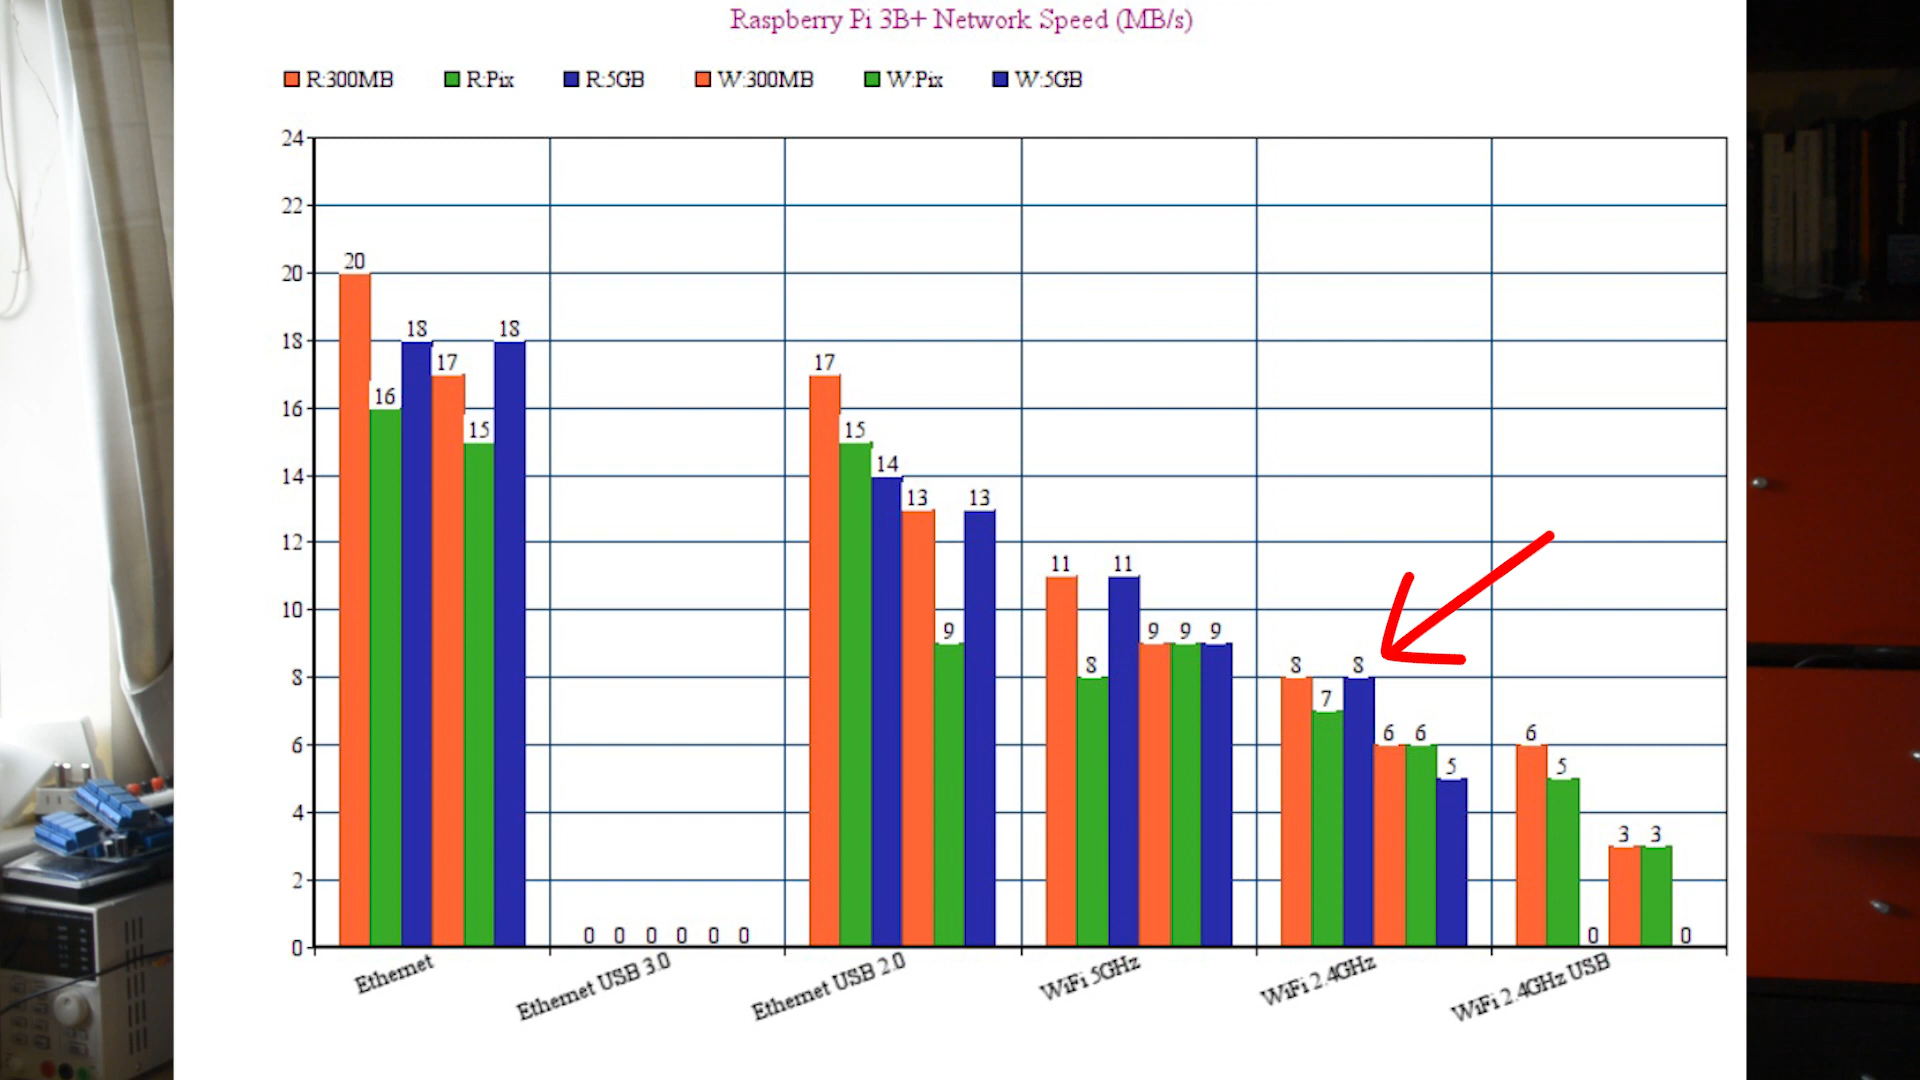 Raspberry Pi 3B+ Network Speed (MB/s)
R:300MB R:Pix R:5GB W:300MB W:Pix W:5GB
24
22
20
18
16
14
12
10
8
6
4
2
0
20 16 18 17 15 18
0 0 0 0 0 0
17 15 14 13 9 13
11 8 11 9 9 9
8 7 8 6 6 5
6 5 0 3 3 0
Ethernet
Ethernet USB 3.0
Ethernet USB 2.0
WiFi 5GHz
WiFi 2.4GHz
WiFi 2.4GHz USB